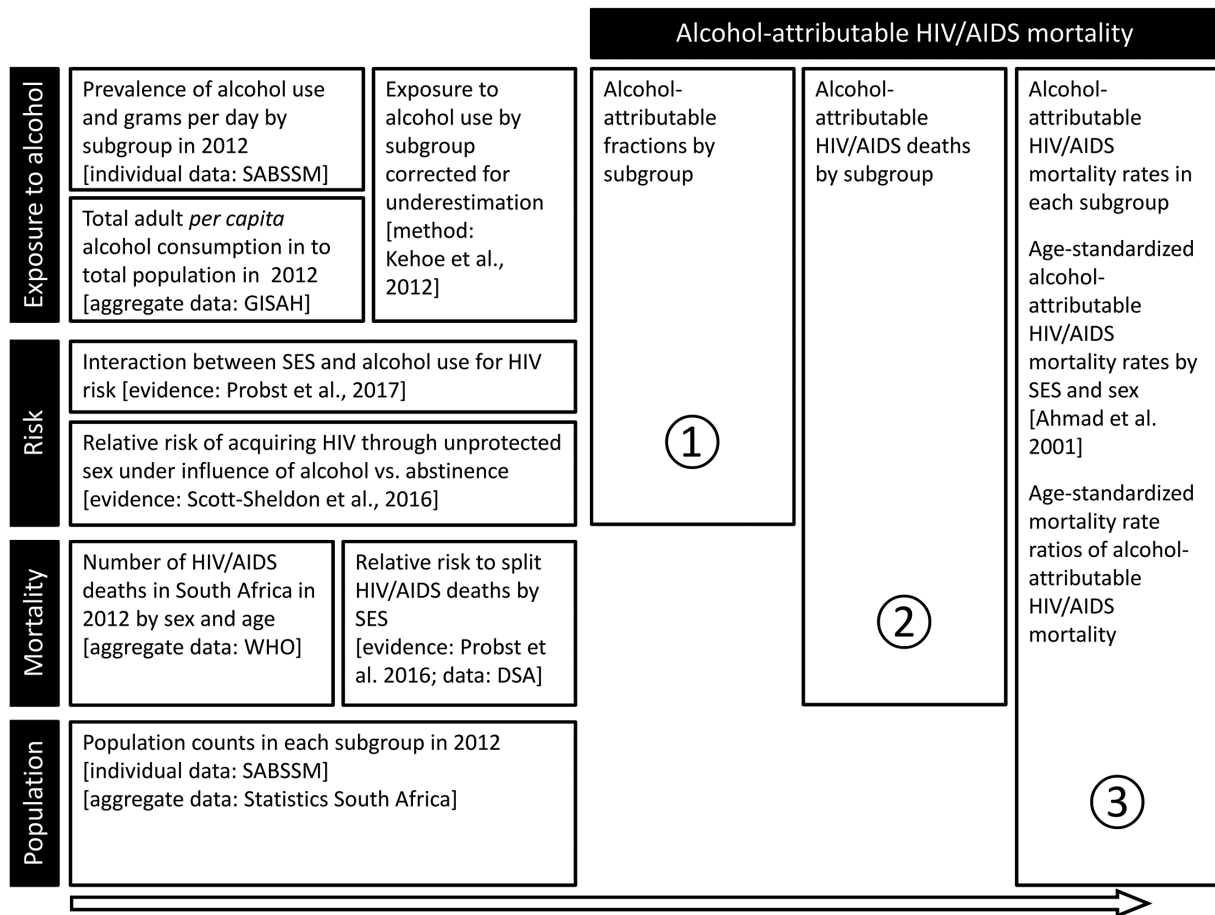 Alcohol-attributable HIV/AIDS mortality
Exposure to alcohol
Prevalence of alcohol use
and grams per day by
subgroup in 2012
[individual data: SABSSM]
Total adult per capita
alcohol consumption in to
total population in  2012
[aggregate data: GISAH]
Exposure to
alcohol use by
subgroup
corrected for
underestimation
[method:
Kehoe et al.,
2012]
Alcohol-
attributable
fractions by
subgroup
1
Alcohol-
attributable
HIV/AIDS deaths
by subgroup
2
Alcohol-
attributable
HIV/AIDS
mortality rates in
each subgroup
Age-standardized
alcohol-
attributable
HIV/AIDS
mortality rates by
SES and sex
[Ahmad et al.
2001]
Age-standardized
mortality rate
ratios of alcohol-
attributable
HIV/AIDS
mortality
3
Risk
Interaction between SES and alcohol use for HIV
risk [evidence: Probst et al., 2017]
Relative risk of acquiring HIV through unprotected
sex under influence of alcohol vs. abstinence
[evidence: Scott-Sheldon et al., 2016]
Mortality
Number of HIV/AIDS
deaths in South Africa in
2012 by sex and age
[aggregate data: WHO]
Relative risk to split
HIV/AIDS deaths by
SES
[evidence: Probst et
al. 2016; data: DSA]
Population
Population counts in each subgroup in 2012
[individual data: SABSSM]
[aggregate data: Statistics South Africa]